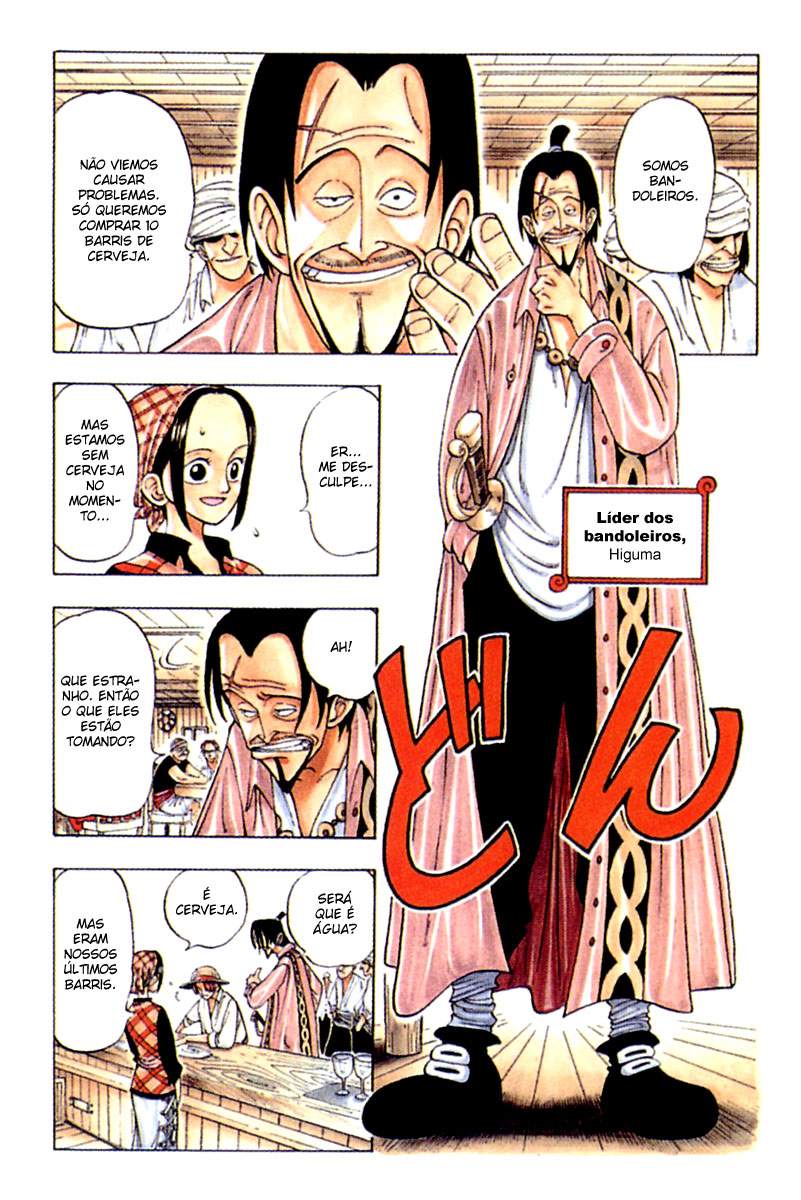 SOMOS
BAN-
DOLEIROS.
NÃO VIEMOS
CAUSAR
PROBLEMAS.
SÓ QUEREMOS
COMPRAR 10
BARRIS DE
CERVEJA.
Líder dos
bandoleiros,
Higuma
どん
ER...
ME DES-
CULPE...
MAS
ESTAMOS
SEM
CERVEJA
NO
MOMEN-
TO...
AH!
QUE ESTRA-
NHO. ENTÃO
O QUE ELES
ESTÃO
TOMANDO?
SERÁ
QUE É
ÁGUA?
É
CERVEJA.
MAS
ERAM
NOSSOS
ÚLTIMOS
BARRIS.